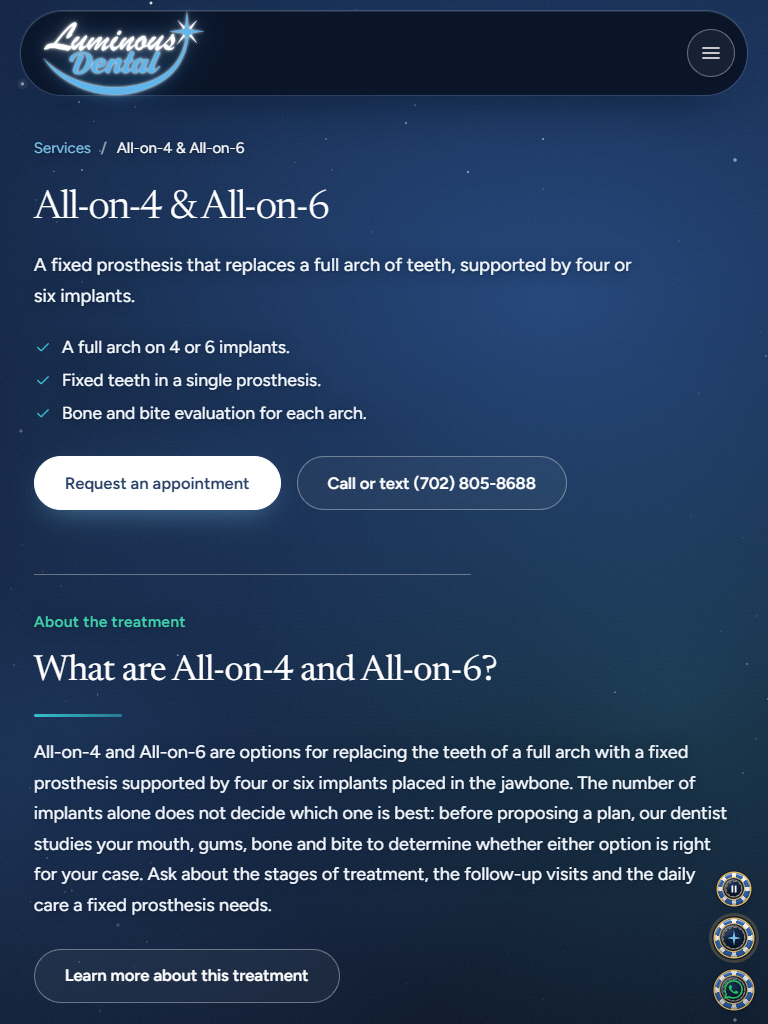 Luminous
Dental
Services / All-on-4 & All-on-6
All-on-4 & All-on-6
A fixed prosthesis that replaces a full arch of teeth, supported by four or
six implants.
A full arch on 4 or 6 implants.
Fixed teeth in a single prosthesis.
Bone and bite evaluation for each arch.
Request an appointment
Call or text (702) 805-8688
About the treatment
What are All-on-4 and All-on-6?
All-on-4 and All-on-6 are options for replacing the teeth of a full arch with a fixed
prosthesis supported by four or six implants placed in the jawbone. The number of
implants alone does not decide which one is best: before proposing a plan, our dentist
studies your mouth, gums, bone and bite to determine whether either option is right
for your case. Ask about the stages of treatment, the follow-up visits and the daily
care a fixed prosthesis needs.
Learn more about this treatment